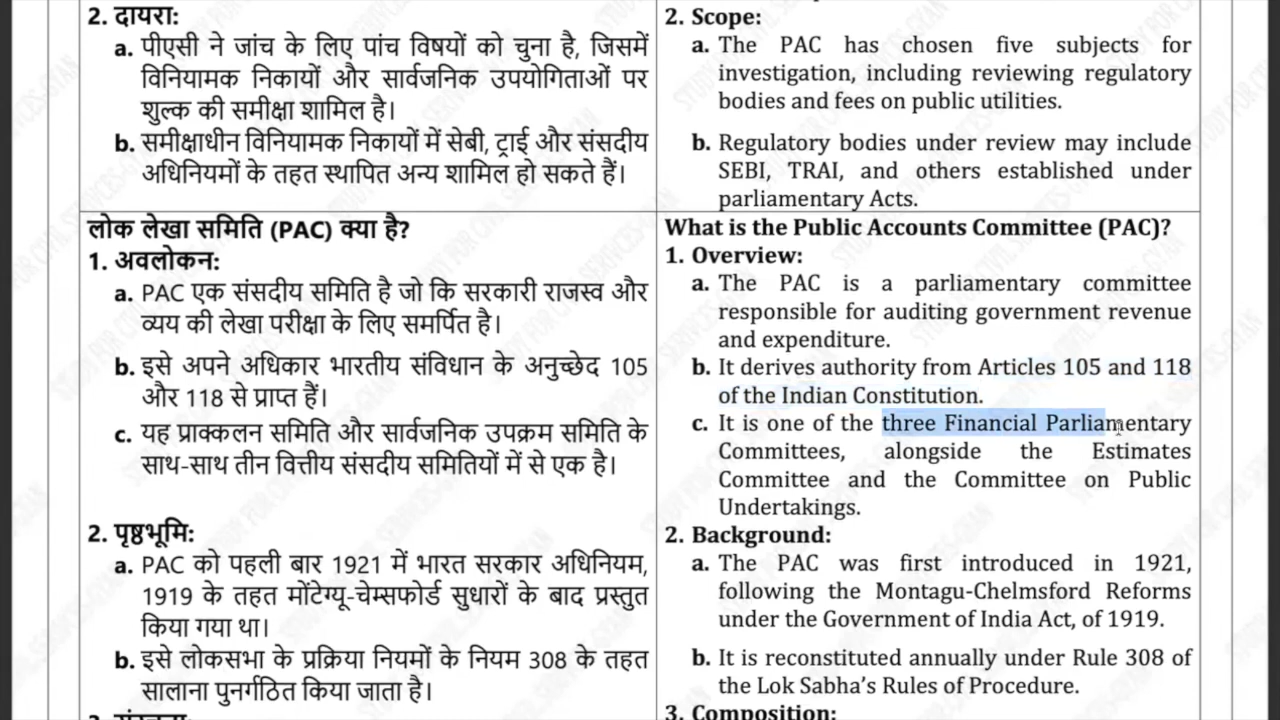 2. दायरा:
a. पीएसी ने जांच के लिए पांच विषयों को चुना है, जिसमें
विनियामक निकायों और सार्वजनिक उपयोगिताओं पर
शुल्क की समीक्षा शामिल है।
b. समीक्षाधीन विनियामक निकायों में सेबी, ट्राई और संसदीय
अधिनियमों के तहत स्थापित अन्य शामिल हो सकते हैं।
2. Scope:
a. The PAC has chosen five subjects for
investigation, including reviewing regulatory
bodies and fees on public utilities.
b. Regulatory bodies under review may include
SEBI, TRAI, and others established under
parliamentary Acts.
लोक लेखा समिति (PAC) क्या है?
1. अवलोकन:
a. PAC एक संसदीय समिति है जो कि सरकारी राजस्व और
व्यय की लेखा परीक्षा के लिए समर्पित है।
b. इसे अपने अधिकार भारतीय संविधान के अनुच्छेद 105
और 118 से प्राप्त हैं।
c. यह प्राक्कलन समिति और सार्वजनिक उपक्रम समिति के
साथ-साथ तीन वित्तीय संसदीय समितियों में से एक है।
2. पृष्ठभूमि:
a. PAC को पहली बार 1921 में भारत सरकार अधिनियम,
1919 के तहत मोंटेग्यू-चेम्सफोर्ड सुधारों के बाद प्रस्तुत
किया गया था।
b. इसे लोकसभा के प्रक्रिया नियमों के नियम 308 के तहत
सालाना पुनर्गठित किया जाता है।
What is the Public Accounts Committee (PAC)?
1. Overview:
a. The PAC is a parliamentary committee
responsible for auditing government revenue
and expenditure.
b. It derives authority from Articles 105 and 118
of the Indian Constitution.
c. It is one of the three Financial Parliamentary
Committees, alongside the Estimates
Committee and the Committee on Public
Undertakings.
2. Background:
a. The PAC was first introduced in 1921,
following the Montagu-Chelmsford Reforms
under the Government of India Act, of 1919.
b. It is reconstituted annually under Rule 308 of
the Lok Sabha's Rules of Procedure.
3. Composition: